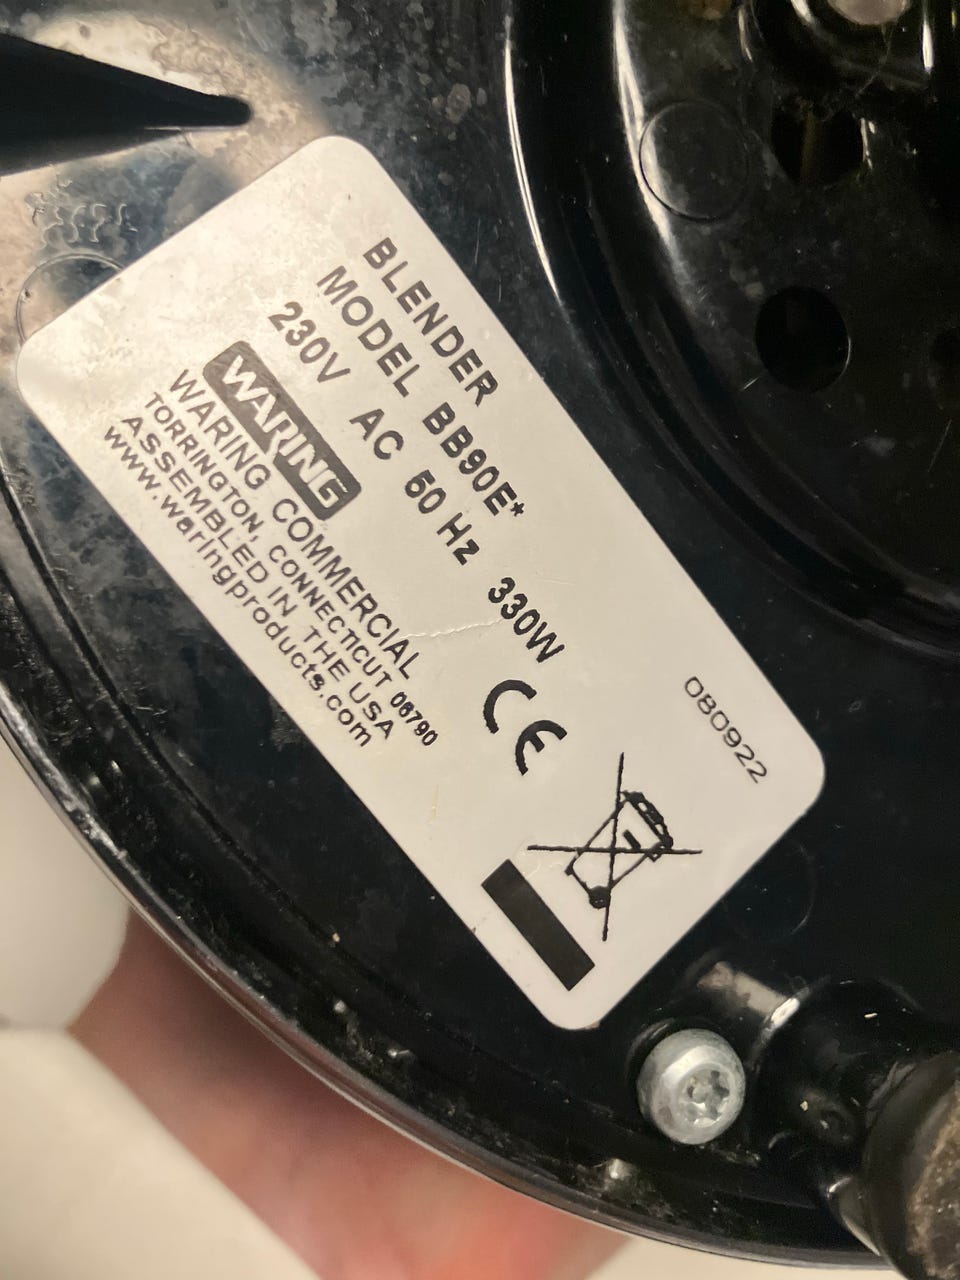 BLENDER
MODEL BB90E*
230V AC 50 Hz 330W
WARING
WARING COMMERCIAL
TORRINGTON, CONNECTICUT 06790
ASSEMBLED IN THE USA
www.waringproducts.com
CE
080922